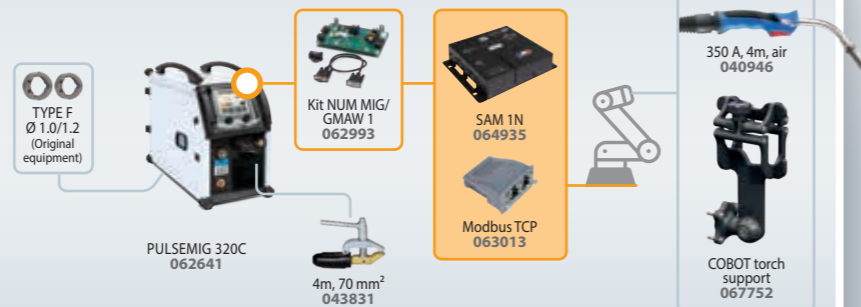 TYPE F
Ø 1.0/1.2
(Original
equipment)
PULSEMIG 320C
062641
4m, 70 mm²
043831
Kit NUM MIG/
GMAW 1
062993
SAM 1N
064935
Modbus TCP
063013
350 A, 4m, air
040946
COBOT torch
support
067752